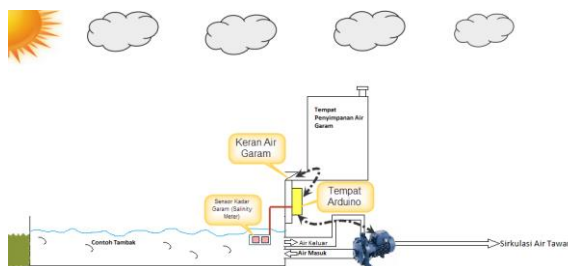 Tempat
Penyimpanan Air
Garam
Keran Air
Garam
Sensor Kadar
Garam (Salinity
Meter)
Tempat
Arduino
Contoh Tambak
Air Kaluar
Air Masuk
Sirkulasi Air Tawar